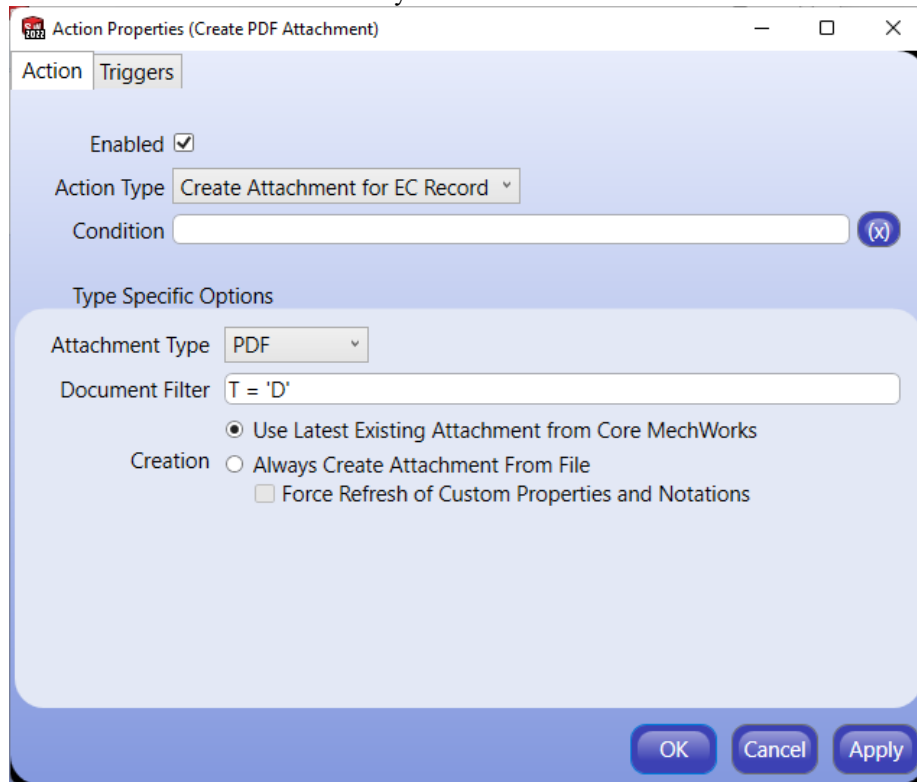 SW
2022
Action Properties (Create PDF Attachment)
Action Triggers
Enabled
Action Type Create Attachment for EC Record
Condition (x)
Type Specific Options
Attachment Type PDF
Document Filter T = 'D'
Use Latest Existing Attachment from Core MechWorks
Creation Always Create Attachment From File
Force Refresh of Custom Properties and Notations
OK Cancel Apply